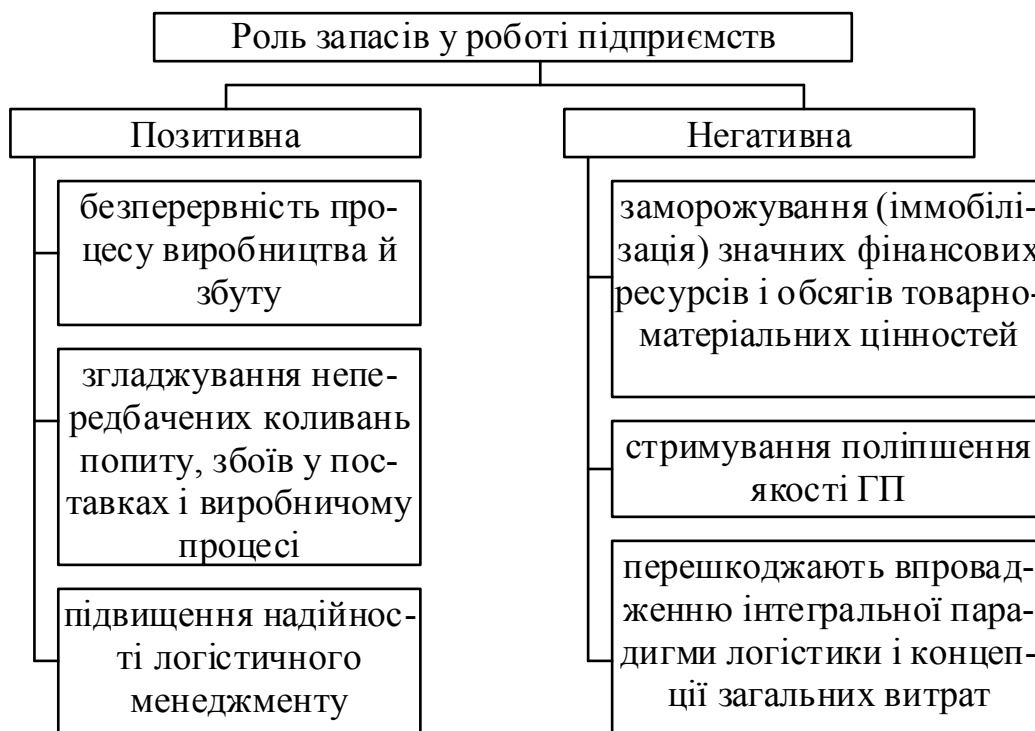 Роль запасів у роботі підприємств
Позитивна
безперервність про-
цесу виробництва й
збуту
згладжування непе-
редбачених коливань
попиту, збоїв у пос-
тавках і виробничому
процесі
підвищення надійнос-
ті логістичного
менеджменту
Негативна
заморожування (іммобілі-
зація) значних фінансових
ресурсів і обсягів товарно-
матеріальних цінностей
стримування поліпшення
якості ГП
перешкоджають впровад-
женню інтегральної пара-
дигми логістики і концеп-
ції загальних витрат